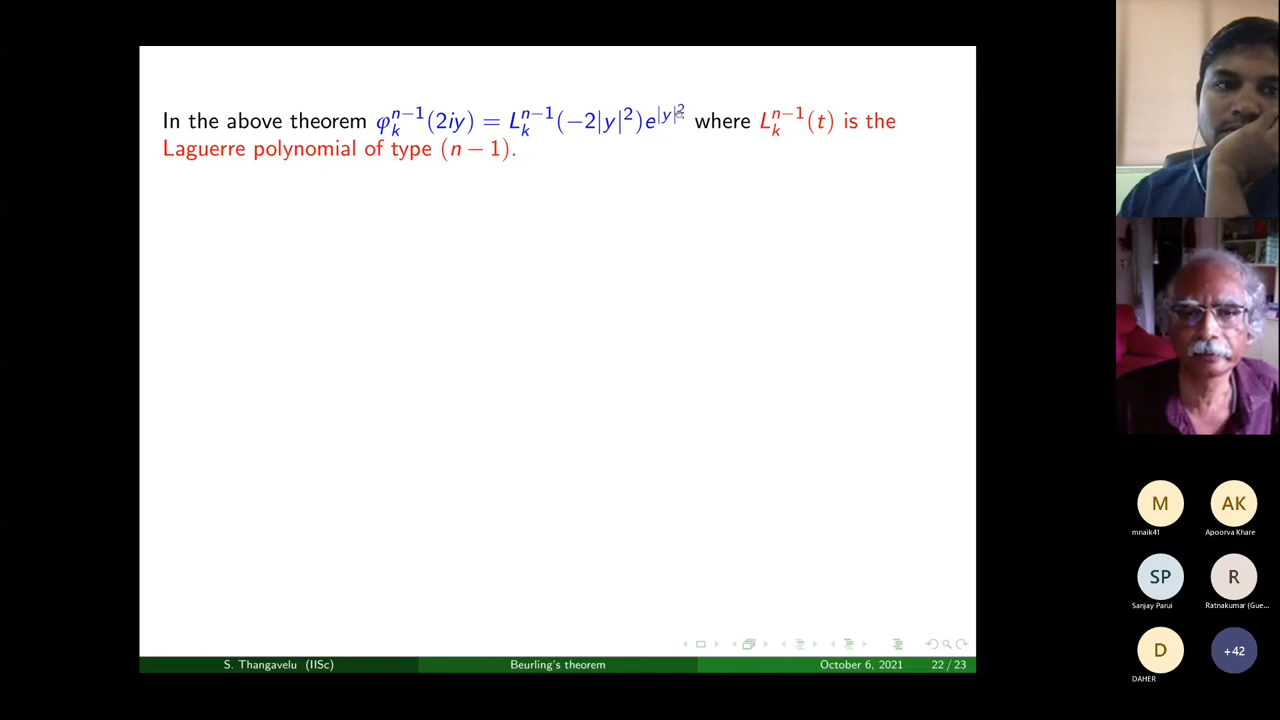 In the above theorem φ_k^{n−1}(2iy) = L_k^{n−1}(−2|y|^2)e^{|y|^2} where L_k^{n−1}(t) is the
Laguerre polynomial of type (n − 1).
S. Thangavelu (IISc) Beurling's theorem October 6, 2021 22 / 23
M AK
mnaik41 Apoorva Khare
SP R
Sanjay Parui Ratnakumar (Gue...
D +42
DAHER